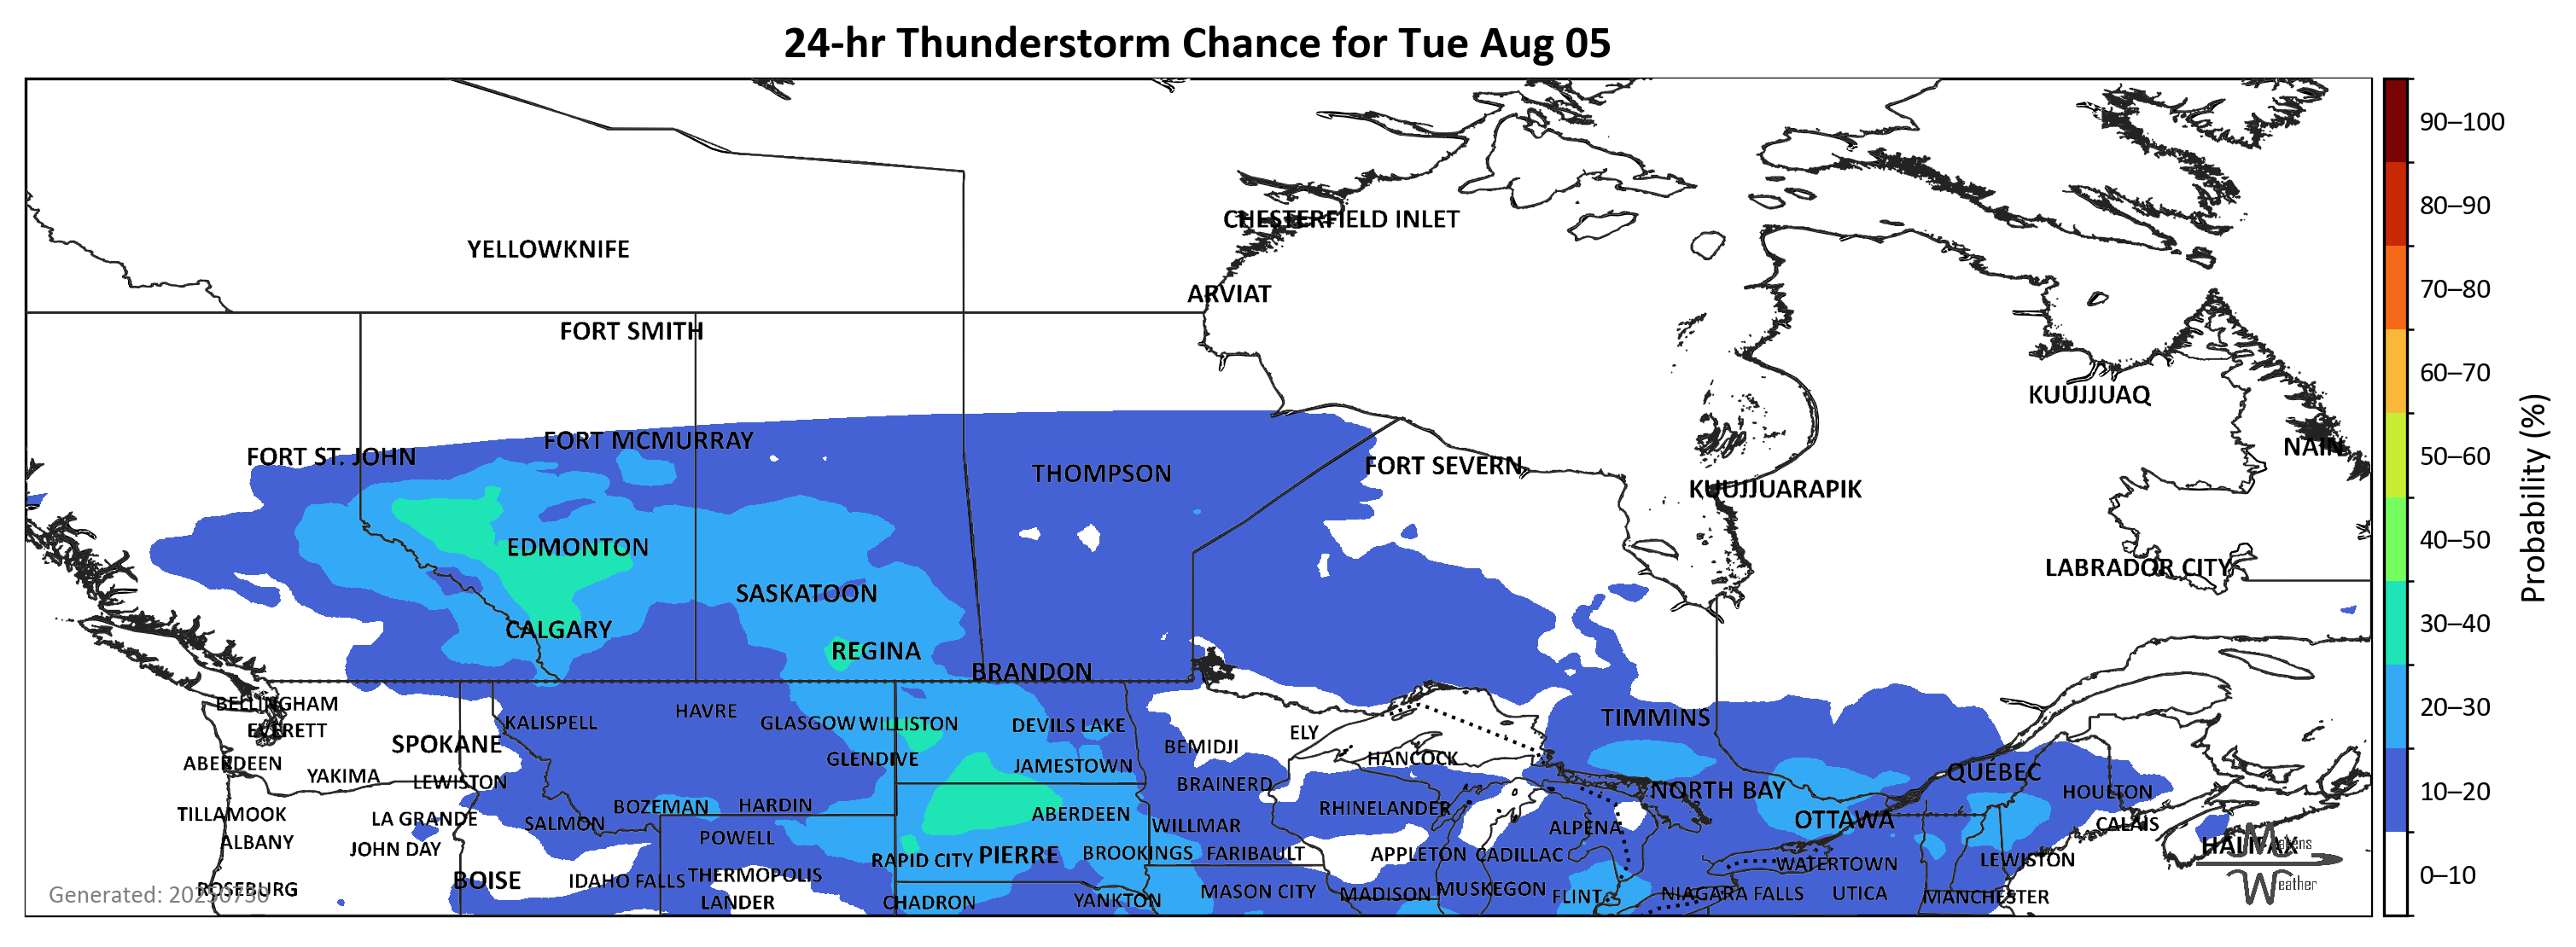 24-hr Thunderstorm Chance for Tue Aug 05
CHESTERFIELD INLET
YELLOWKNIFE
ARVIAT
FORT SMITH
KUUJJUAQ
FORT MCMURRAY
NAIN
FORT ST. JOHN
FORT SEVERN
THOMPSON
KUUJJUARAPIK
EDMONTON
LABRADOR CITY
SASKATOON
CALGARY
REGINA
BRANDON
BELLINGHAM
HAVRE
TIMMINS
KALISPELL
GLASGOW WILLISTON
DEVILS LAKE
EVERETT
ELY
SPOKANE
BEMIDJI
HANCOCK
GLENDIVE
ABERDEEN
JAMESTOWN
QUEBEC
YAKIMA
LEWISTON
BRAINERD
NORTH BAY
HOULTON
BOZEMAN
HARDIN
RHINELANDER
TILLAMOOK
ABERDEEN
LA GRANDE
SALMON
WILLMAR
ALPENA
OTTAWA
CALAIS
POWELL
ALBANY
HALIFAX
JOHN DAY
RAPID CITY
PIERRE
BROOKINGS
FARIBAULT
APPLETON
CADILLAC
WATERTOWN
LEWISTON
BOISE
IDAHO FALLS
THERMOPOLIS
ROSEBURG
MASON CITY
MADISON
MUSKEGON
FLINT
NIAGARA FALLS
UTICA
MANCHESTER
LANDER
CHADRON
YANKTON
Generated: 20250730
Weather
90–100
80–90
70–80
60–70
50–60
40–50
30–40
20–30
10–20
0–10
Probability (%)